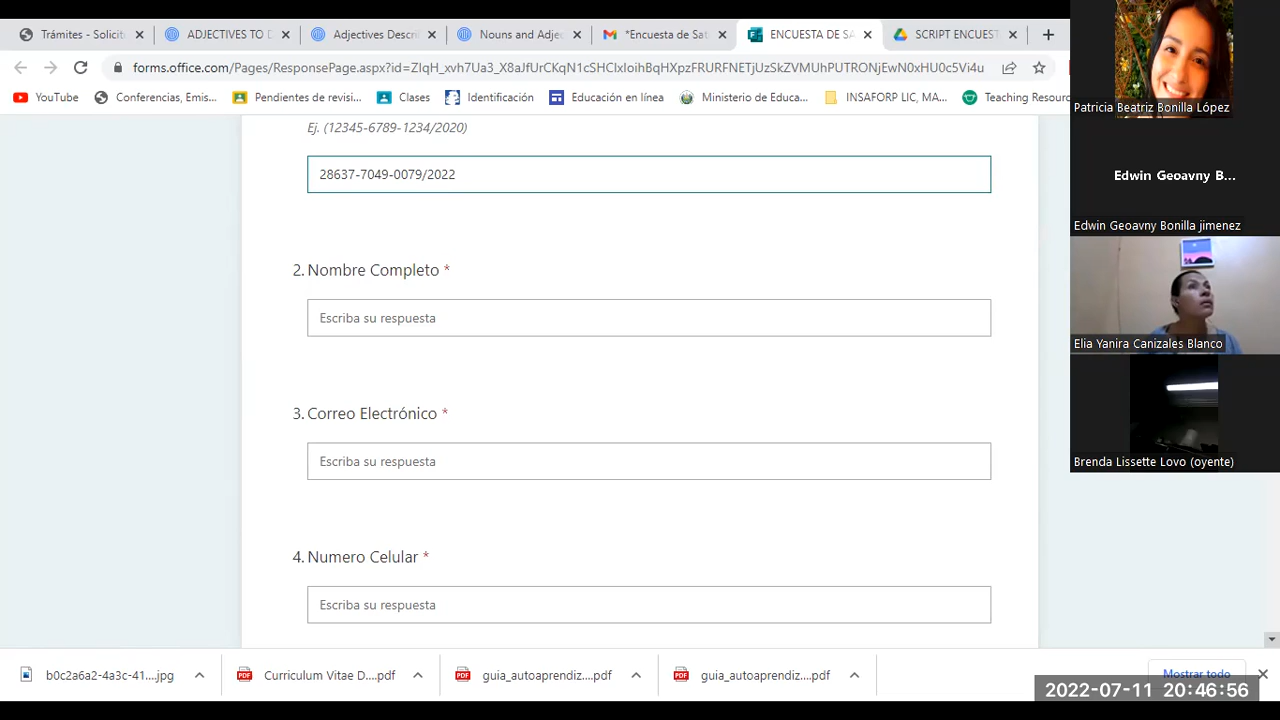 Trámites - Solicit
ADJECTIVES TO D
Adjectives Descri
Nouns and Adje
*Encuesta de Sat
ENCUESTA DE SA
SCRIPT ENCUEST
forms.office.com/Pages/ResponsePage.aspx?id=ZIqH_xvh7Ua3_X8aJfUrCKqN1cSHCIxIoihBqHXpzFRURFNETjUzSkZVMUhPUTRONjEwN0xHU0c5Vi4u
YouTube
Conferencias, Emis...
Pendientes de revisi...
Clases
Identificación
Educación en línea
Ministerio de Educa...
INSAFORP LIC, MA...
Teaching Resour
Ej. (12345-6789-1234/2020)
28637-7049-0079/2022
2. Nombre Completo *
Escriba su respuesta
3. Correo Electrónico *
Escriba su respuesta
4. Numero Celular *
Escriba su respuesta
Patricia Beatriz Bonilla López
Edwin Geoavny B...
Edwin Geoavny Bonilla jimenez
Elia Yanira Canizales Blanco
Brenda Lissette Lovo (oyente)
b0c2a6a2-4a3c-41....jpg
Curriculum Vitae D....pdf
guia_autoaprendiz....pdf
guia_autoaprendiz....pdf
Mostrar todo
2022-07-11 20:46:56